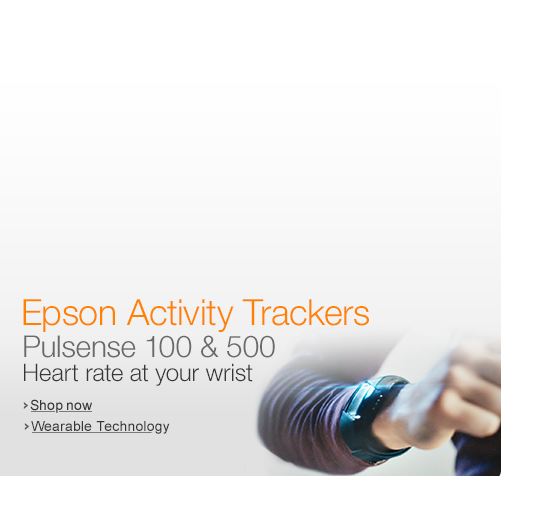 Epson Activity Trackers
Pulsense 100 & 500
Heart rate at your wrist
›Shop now
›Wearable Technology